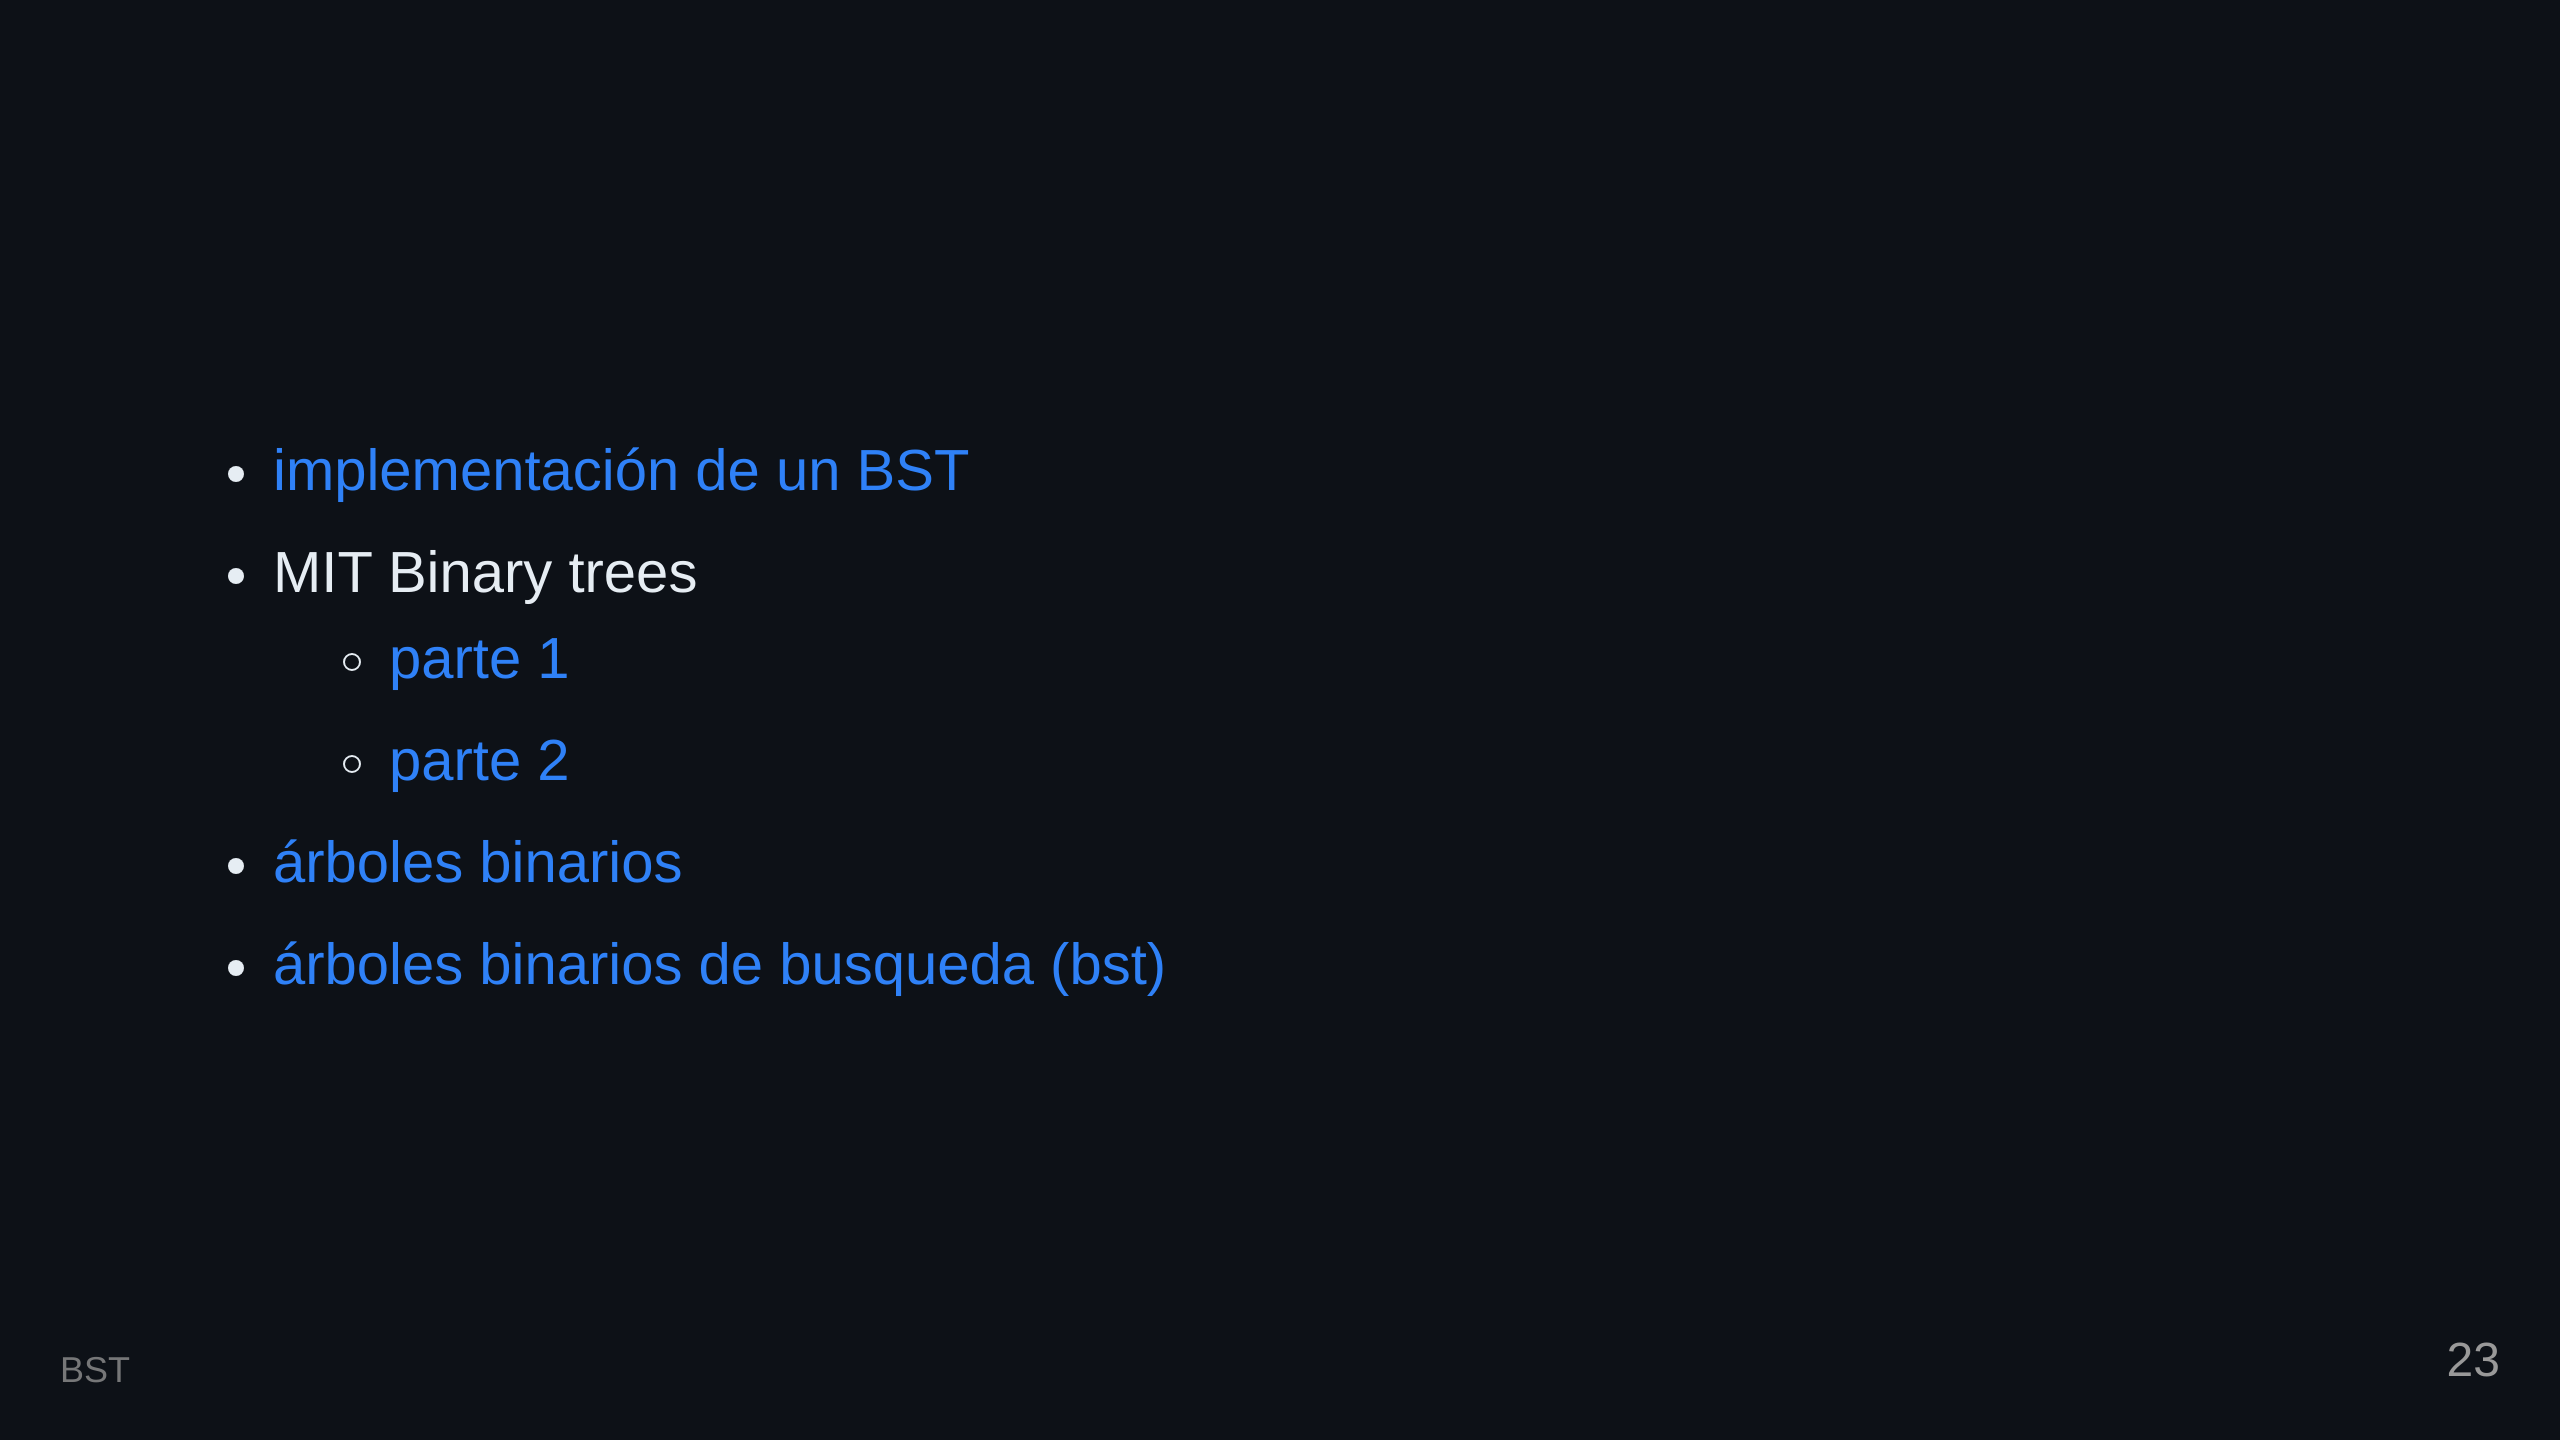 implementación de un BST
MIT Binary trees
parte 1
parte 2
árboles binarios
árboles binarios de busqueda (bst)
BST
23